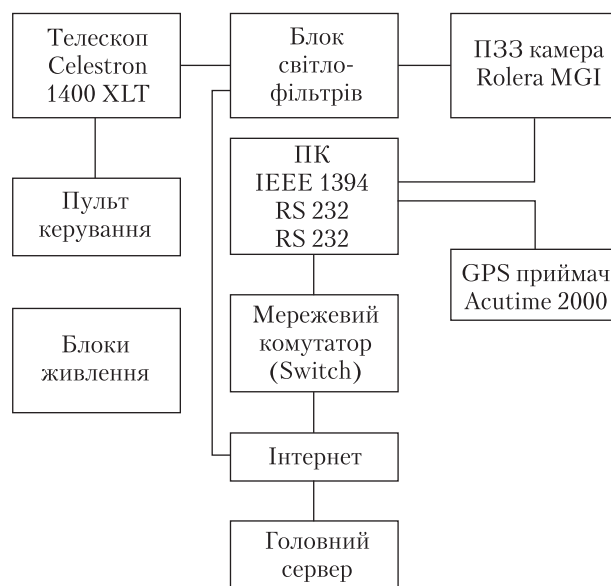 Телескоп
Celestron
1400 XLT
Блок
світло-
фільтрів
ПЗЗ камера
Rolera MGI
ПК
IEEE 1394
RS 232
RS 232
Пульт
керування
GPS приймач
Acutime 2000
Мережевий
комутатор
(Switch)
Блоки
живлення
Інтернет
Головний
сервер